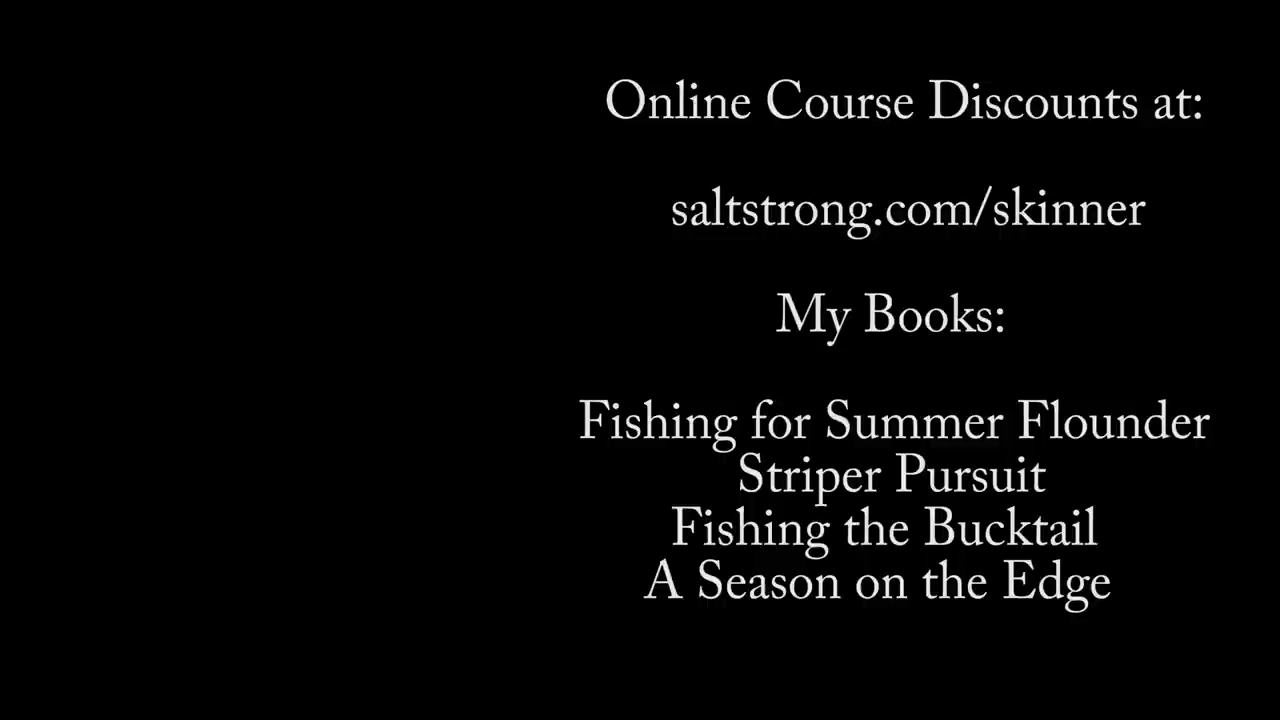 Online Course Discounts at:
saltstrong.com/skinner
My Books:
Fishing for Summer Flounder
Striper Pursuit
Fishing the Bucktail
A Season on the Edge